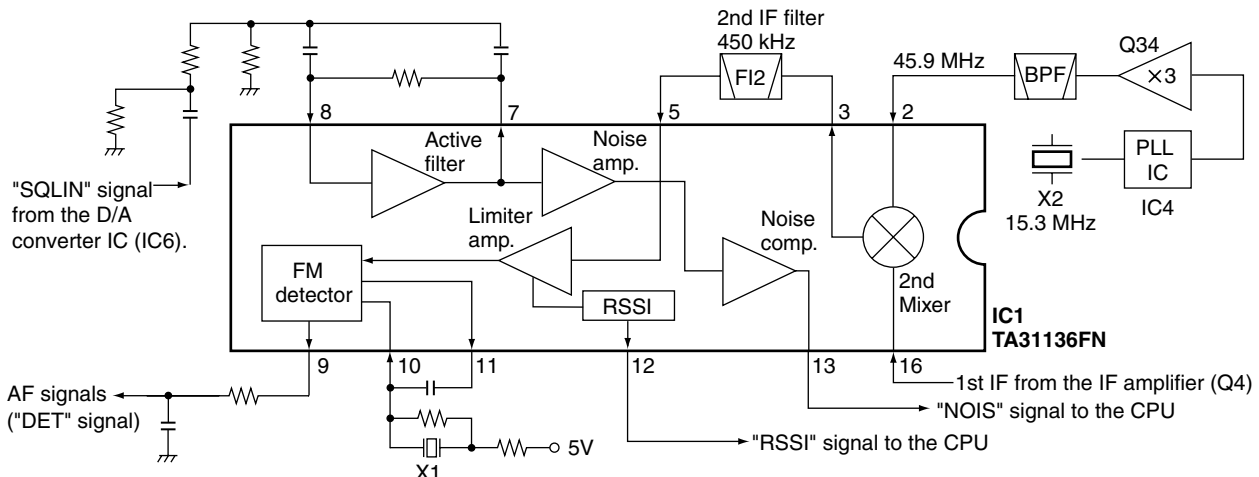 2nd IF filter
450 kHz
Q34
45.9 MHz
FI2
BPF
×3
8
7
5
3
2
Active
filter
Noise
amp.
PLL
IC
IC4
X2
15.3 MHz
"SQLIN" signal
from the D/A
converter IC (IC6).
Limiter
amp.
Noise
comp.
FM
detector
RSSI
2nd
Mixer
IC1
TA31136FN
9
10
11
12
13
16
AF signals
("DET" signal)
1st IF from the IF amplifier (Q4)
"NOIS" signal to the CPU
"RSSI" signal to the CPU
5V
X1